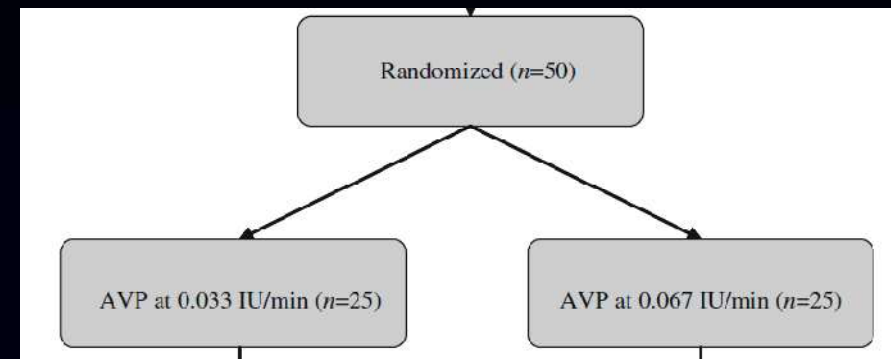 Randomized (n=50)
AVP at 0.033 IU/min (n=25)
AVP at 0.067 IU/min (n=25)